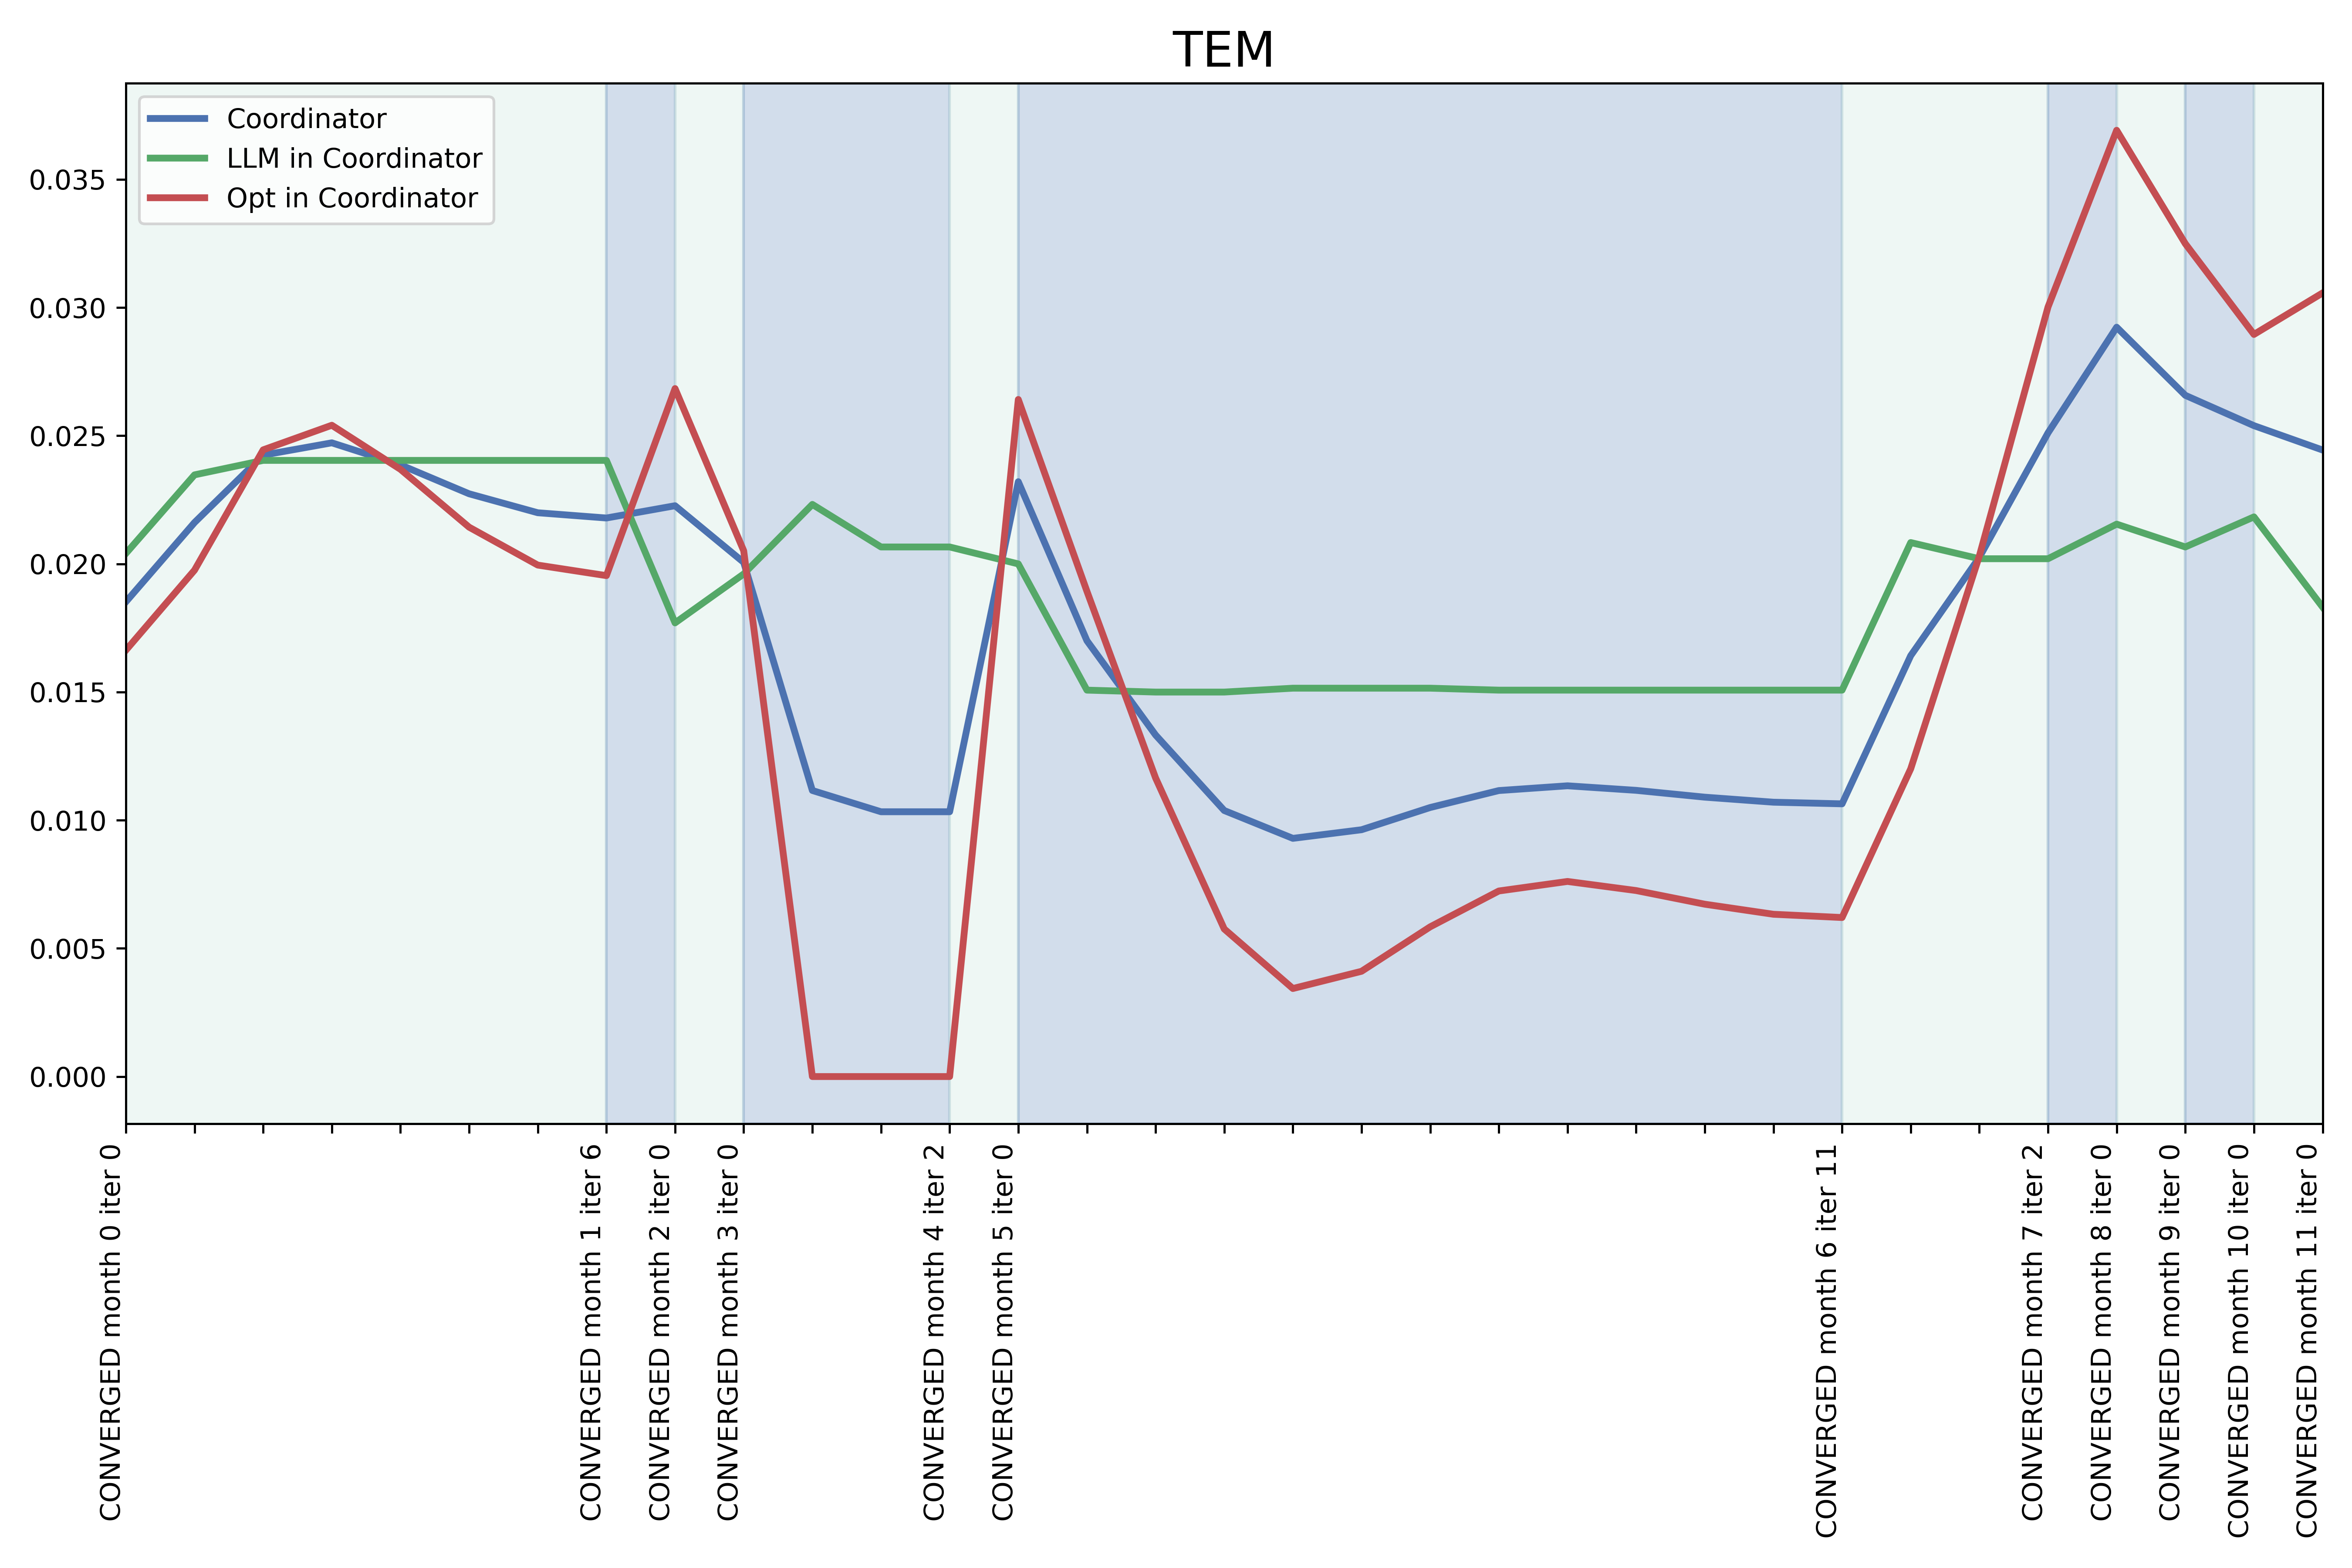 TEM
Coordinator
LLM in Coordinator
Opt in Coordinator
0.035
0.030
0.025
0.020
0.015
0.010
0.005
0.000
CONVERGED month 0 iter 0
CONVERGED month 1 iter 6
CONVERGED month 2 iter 0
CONVERGED month 3 iter 0
CONVERGED month 4 iter 2
CONVERGED month 5 iter 0
CONVERGED month 6 iter 11
CONVERGED month 7 iter 2
CONVERGED month 8 iter 0
CONVERGED month 9 iter 0
CONVERGED month 10 iter 0
CONVERGED month 11 iter 0